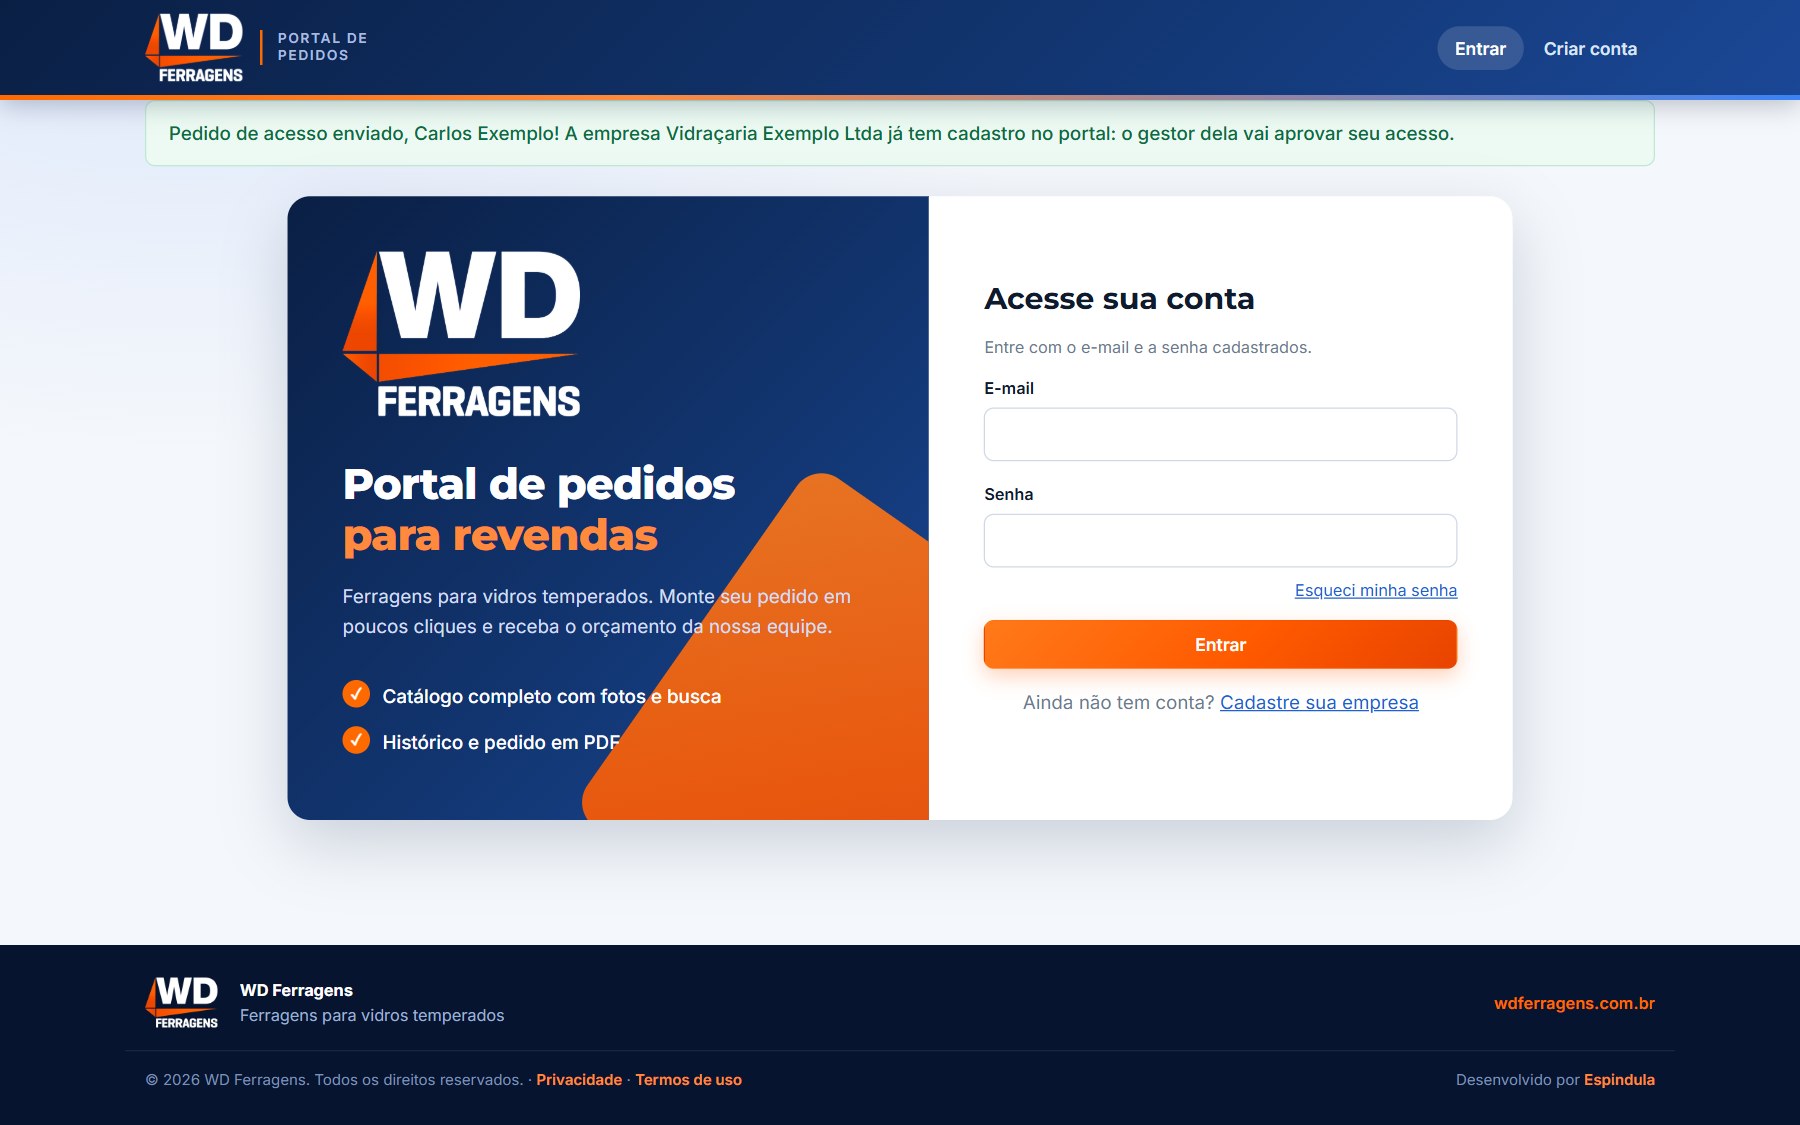 WD
FERRAGENS
PORTAL DE
PEDIDOS
Entrar
Criar conta
Pedido de acesso enviado, Carlos Exemplo! A empresa Vidraçaria Exemplo Ltda já tem cadastro no portal: o gestor dela vai aprovar seu acesso.
WD
FERRAGENS
Portal de pedidos
para revendas
Ferragens para vidros temperados. Monte seu pedido em
poucos cliques e receba o orçamento da nossa equipe.
Catálogo completo com fotos e busca
Histórico e pedido em PDF
Acesse sua conta
Entre com o e-mail e a senha cadastrados.
E-mail
Senha
Esqueci minha senha
Entrar
Ainda não tem conta? Cadastre sua empresa
WD
FERRAGENS
WD Ferragens
Ferragens para vidros temperados
wdferragens.com.br
© 2026 WD Ferragens. Todos os direitos reservados. · Privacidade · Termos de uso
Desenvolvido por Espindula